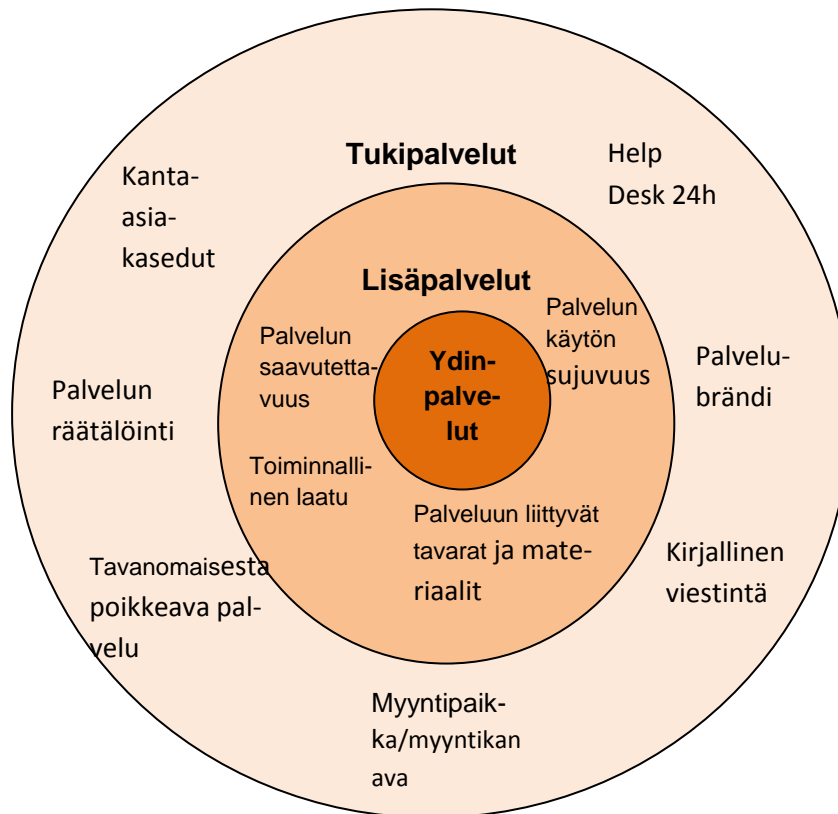 Tukipalvelut
Help
Desk 24h
Kanta-
asia-
kasedut
Lisäpalvelut
Palvelun
käytön
sujuvuus
Palvelun
saavutetta-
vuus
Ydin-
palve-
lut
Palvelu-
brändi
Palvelun
räätälöinti
Toiminnalli-
nen laatu
Palveluun liittyvät
tavarat ja mate-
riaalit
Kirjallinen
viestintä
Tavanomaisesta
poikkeava pal-
velu
Myyntipaik-
ka/myyntikan
ava